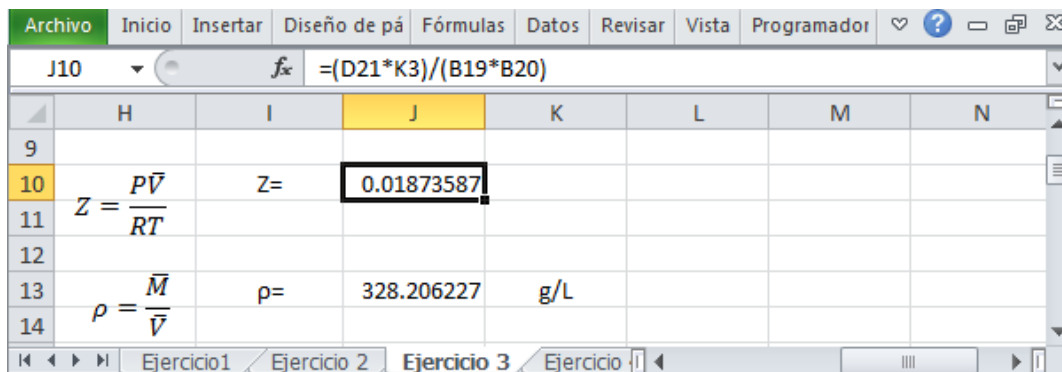 Archivo Inicio Insertar Diseño de pá Fórmulas Datos Revisar Vista Programador
J10 fx =(D21*K3)/(B19*B20)
H I J K L M N
9
10 Z= 0.01873587
Z = PV̄ / RT
11
12
13 ρ= 328.206227 g/L
ρ = M̄ / V̄
14
Ejercicio1 Ejercicio 2 Ejercicio 3 Ejercicio